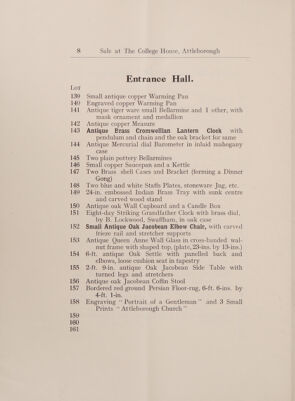 8 Sale at The College House, Attleborough
Entrance Hall.
Lot
139 Small antique copper Warming Pan
140 Engraved copper Warming Pan
141 Antique tiger ware small Bellarmine and 1 other, with
mask ornament and medallion
142 Antique copper Measure
143 Antique Brass Cromwellian Lantern Clock with
pendulum and chain and the oak bracket for same
144 Antique Mercurial dial Barometer in inlaid mahogany
case
145 Two plain pottery Bellarmines
146 Small copper Saucepan and a Kettle
147 Two Brass shell Cases and Bracket (forming a Dinner
Gong)
148 Two blue and white Staffs Plates, stoneware Jug, etc.
149 24-in. embossed Indian Brass Tray with sunk centre
and carved wood stand
150 Antique oak Wall Cupboard and a Candle Box
151 Eight-day Striking Grandfather Clock with brass dial,
by B. Lockwood, Swaffham, in oak case
152 Small Antique Oak Jacobean Elbow Chair, with carved
frieze rail and stretcher supports
153 Antique Queen Anne Wall Glass in cross-banded wal-
nut frame with shaped top, (plate, 23-ins. by 13-ins.)
154 6-ft. antique Oak Settle with panelled back and
elbows, loose cushion seat in tapestry
155 2-ft. 9-in. antique Oak Jacobean Side Table with
turned legs and stretchers
156 Antique oak Jacobean Coffin Stool
157 Bordered red ground Persian Floor-rug, 6-ft. 6-ins. by
4-ft. 1-in.
158 Engraving "Portrait of a Gentleman" and 3 Small
Prints "Attleborough Church"
159
160
161